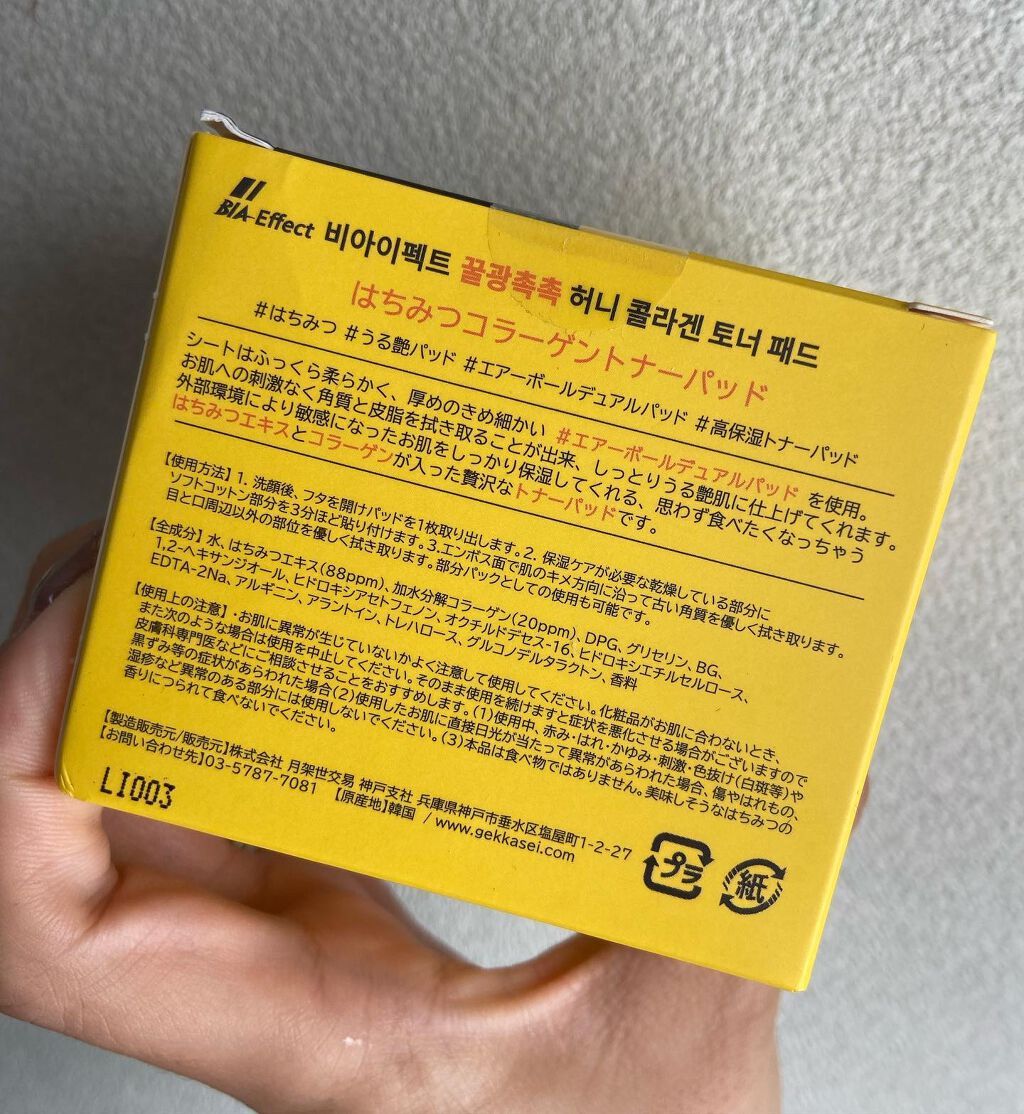 BIA-Effect 비아이펙트 꿀광촉촉 허니 콜라겐 토너 패드
はちみつコラーゲントナーパッド
#はちみつ #うる艶パッド #エアーボールデュアルパッド #高保湿トナーパッド
シートはふっくら柔らかく、厚めのきめ細かい #エアーボールデュアルパッド を使用。
お肌への刺激なく角質と皮脂を拭き取ることが出来、しっとりうる艶肌に仕上げてくれます。
外部環境により敏感になったお肌をしっかり保湿してくれる、思わず食べたくなっちゃう
はちみつエキスとコラーゲンが入った贅沢なトナーパッドです。
【使用方法】1. 洗顔後、フタを開けパッドを1枚取り出します。2. 保湿ケアが必要な乾燥している部分に
ソフトコットン部分を3分ほど貼り付けます。3.エンボス面で肌のキメ方向に沿って古い角質を優しく拭き取ります。
目と口周辺以外の部位を優しく拭き取ります。部分パックとしての使用も可能です。
【全成分】水、はちみつエキス(88ppm)、加水分解コラーゲン(20ppm)、DPG、グリセリン、BG、
1,2-ヘキサンジオール、ヒドロキシアセトフェノン、オクチルドデセス-16、ヒドロキシエチルセルロース、
EDTA-2Na、アルギニン、アラントイン、トレハロース、グルコノデルタラクトン、香料
【使用上の注意】・お肌に異常が生じていないかよく注意して使用してください。化粧品がお肌に合わないとき、
また次のような場合は使用を中止してください。そのまま使用を続けますと症状を悪化させる場合がございますので
皮膚科専門医などにご相談させることをおすすめします。(1)使用中、赤み・はれ・かゆみ・刺激・色抜け(白斑等)や
黒ずみ等の症状があらわれた場合(2)使用したお肌に直接日光が当たって異常があらわれた場合、傷やはれもの、
湿疹など異常のある部分には使用しないでください。(3)本品は食べ物ではありません。美味しそうなはちみつの
香りにつられて食べないでください。
【製造販売元/販売元】株式会社 月架世交易 神戸支社 兵庫県神戸市垂水区塩屋町1-2-27
【お問い合わせ先】03-5787-7081 【原産地】韓国 / www.gekkasei.com
LI003
プラ
紙